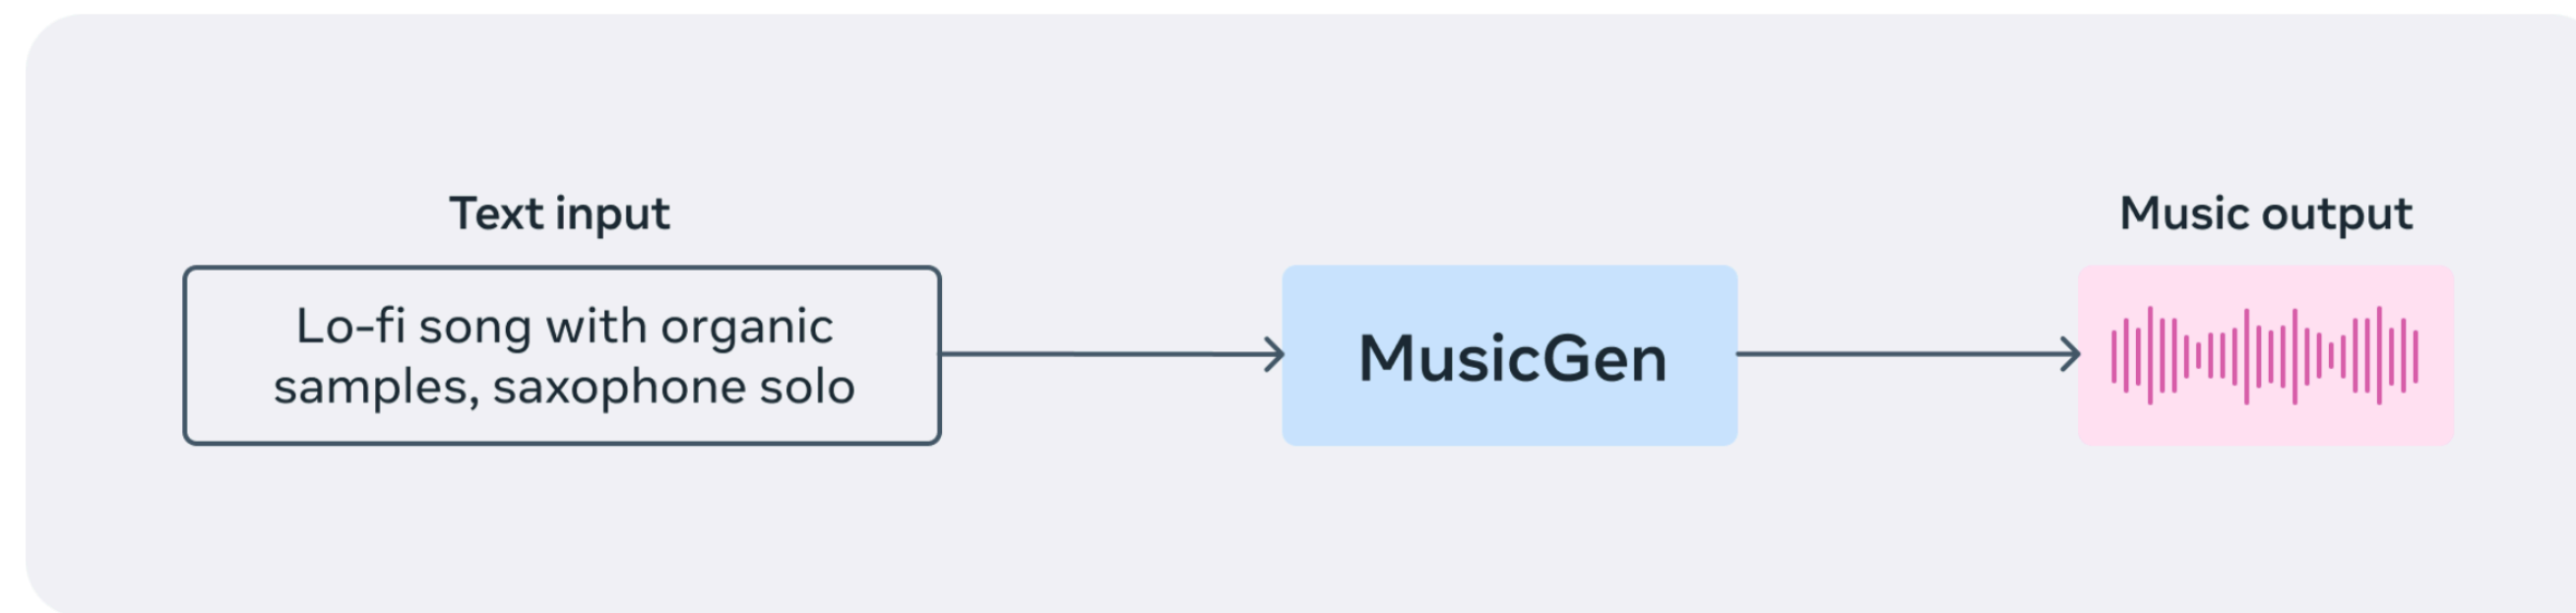 Text input
Lo-fi song with organic
samples, saxophone solo
MusicGen
Music output